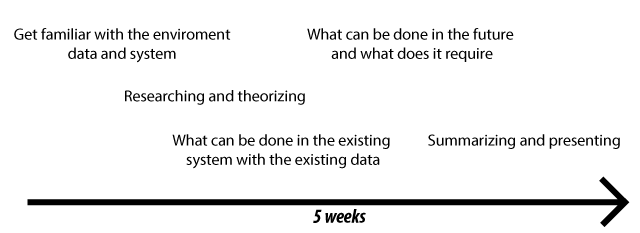 Get familiar with the enviroment
data and system
What can be done in the future
and what does it require
Researching and theorizing
What can be done in the existing
system with the existing data
Summarizing and presenting
5 weeks